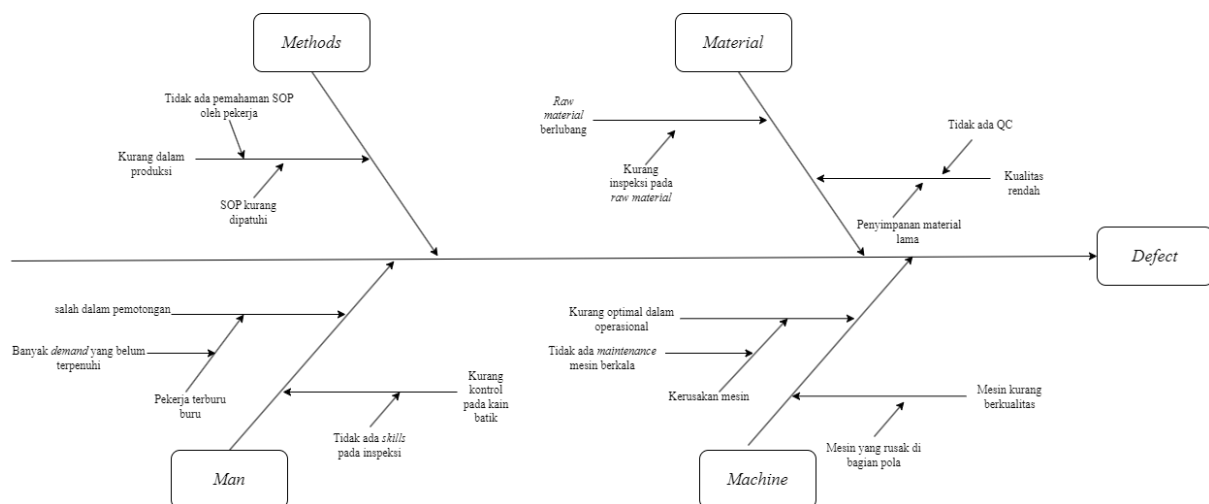 Methods
Material
Tidak ada pemahaman SOP
oleh pekerja
Kurang dalam
produksi
SOP kurang
dipatuhi
Raw
material
berlubang
Kurang
inspeksi pada
raw material
Tidak ada QC
Kualitas
rendah
Penyimpanan material
lama
Defect
salah dalam pemotongan
Banyak demand yang belum
terpenuhi
Pekerja terburu
buru
Kurang
kontrol
pada kain
batik
Tidak ada skills
pada inspeksi
Man
Kurang optimal dalam
operasional
Tidak ada maintenance
mesin berkala
Kerusakan mesin
Mesin kurang
berkualitas
Mesin yang rusak di
bagian pola
Machine